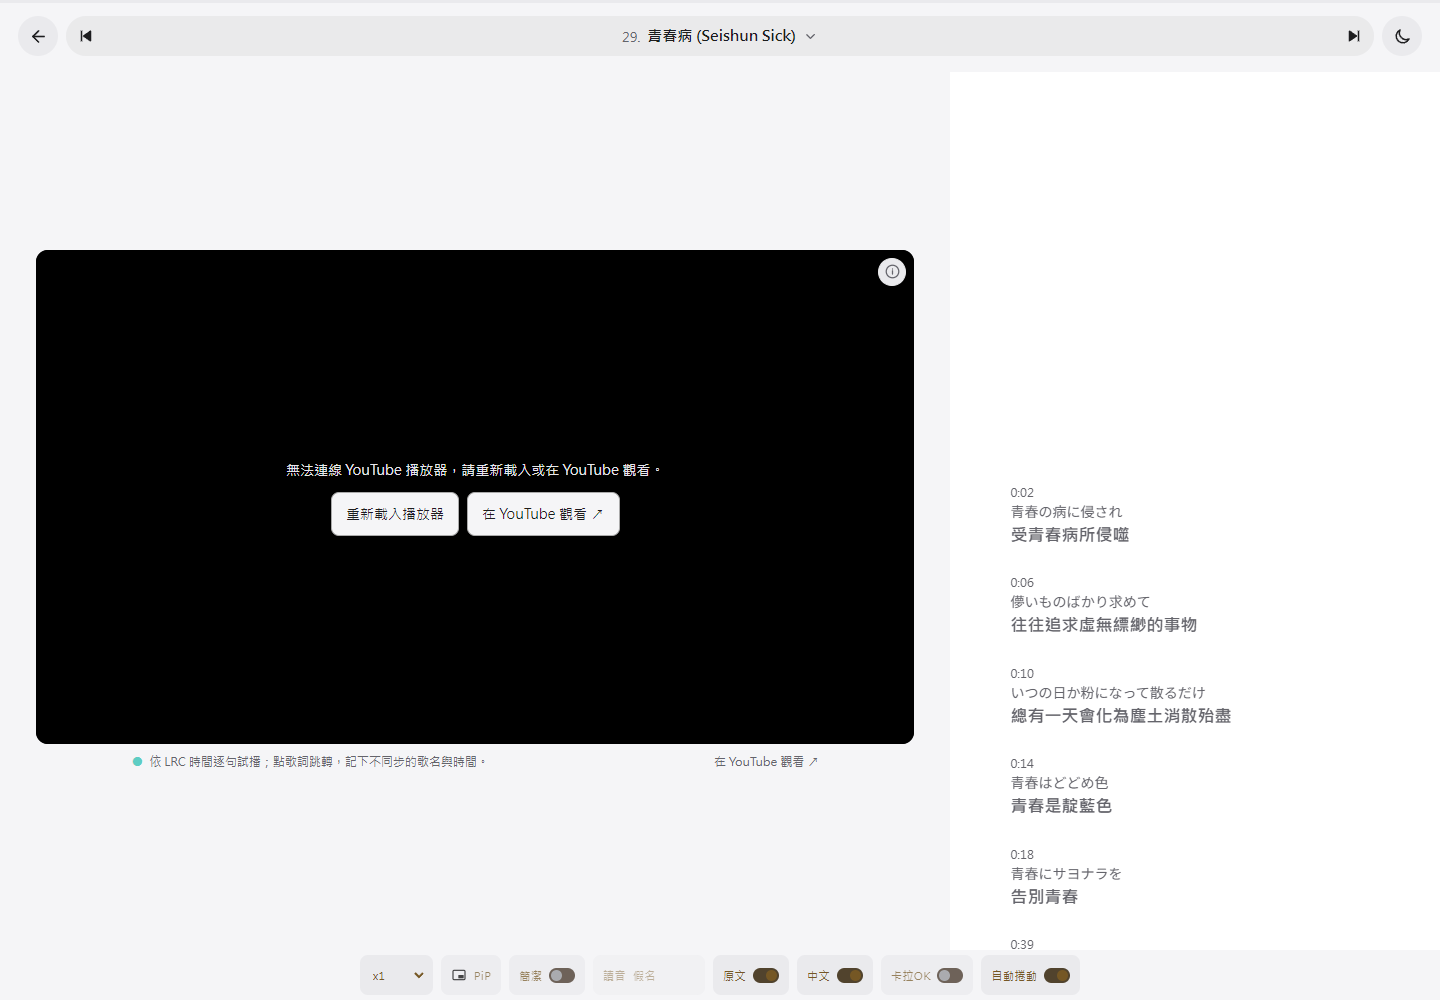 29. 青春病 (Seishun Sick)
無法連線 YouTube 播放器，請重新載入或在 YouTube 觀看。
重新載入播放器
在 YouTube 觀看 ↗
依 LRC 時間逐句試播；點歌詞跳轉，記下不同步的歌名與時間。
在 YouTube 觀看 ↗
0:02
青春の病に侵され
受青春病所侵噬
0:06
儚いものばかり求めて
往往追求虛無縹緲的事物
0:10
いつの日か粉になって散るだけ
總有一天會化為塵土消散殆盡
0:14
青春はどどめ色
青春是靛藍色
0:18
青春にサヨナラを
告別青春
0:39
x1
PiP
簡潔
讀音 假名
原文
中文
卡拉OK
自動捲動